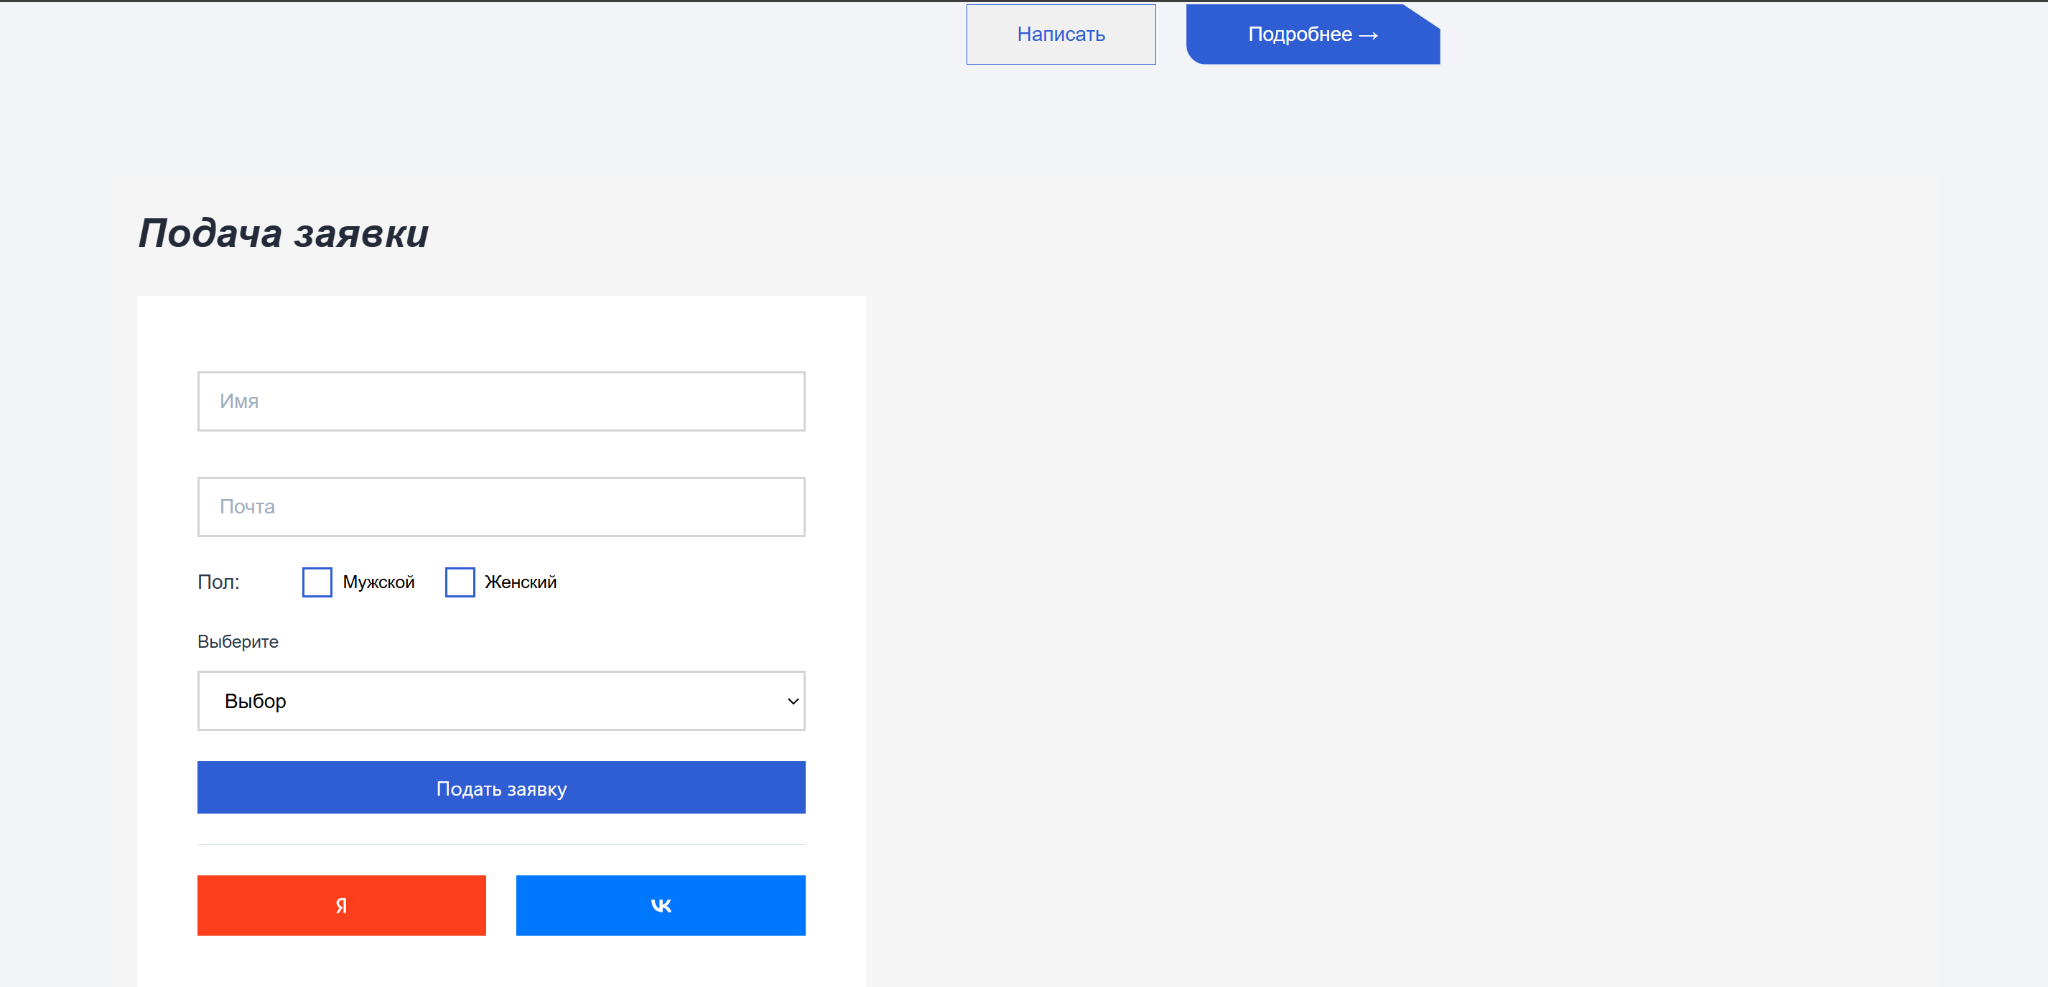 Написать
Подробнее →
Подача заявки
Имя
Почта
Пол:
Мужской
Женский
Выберите
Выбор
Подать заявку
Я
VK